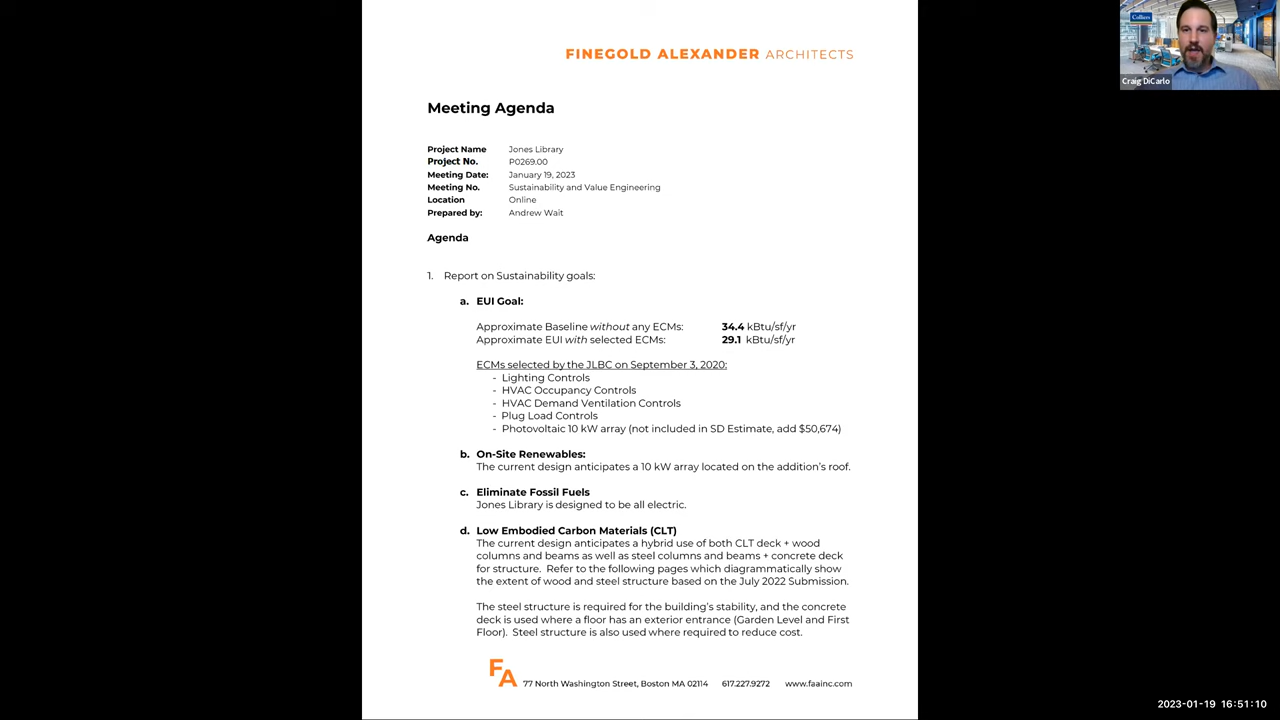 FINEGOLD ALEXANDER ARCHITECTS
Colliers
Craig DiCarlo
Meeting Agenda
Project Name Jones Library
Project No. P0269.00
Meeting Date: January 19, 2023
Meeting No. Sustainability and Value Engineering
Location Online
Prepared by: Andrew Wait
Agenda
1. Report on Sustainability goals:
a. EUI Goal:
Approximate Baseline without any ECMs: 34.4 kBtu/sf/yr
Approximate EUI with selected ECMs: 29.1 kBtu/sf/yr
ECMs selected by the JLBC on September 3, 2020:
- Lighting Controls
- HVAC Occupancy Controls
- HVAC Demand Ventilation Controls
- Plug Load Controls
- Photovoltaic 10 kW array (not included in SD Estimate, add $50,674)
b. On-Site Renewables:
The current design anticipates a 10 kW array located on the addition's roof.
c. Eliminate Fossil Fuels
Jones Library is designed to be all electric.
d. Low Embodied Carbon Materials (CLT)
The current design anticipates a hybrid use of both CLT deck + wood
columns and beams as well as steel columns and beams + concrete deck
for structure. Refer to the following pages which diagrammatically show
the extent of wood and steel structure based on the July 2022 Submission.
The steel structure is required for the building's stability, and the concrete
deck is used where a floor has an exterior entrance (Garden Level and First
Floor). Steel structure is also used where required to reduce cost.
FA 77 North Washington Street, Boston MA 02114 617.227.9272 www.faainc.com
2023-01-19 16:51:10